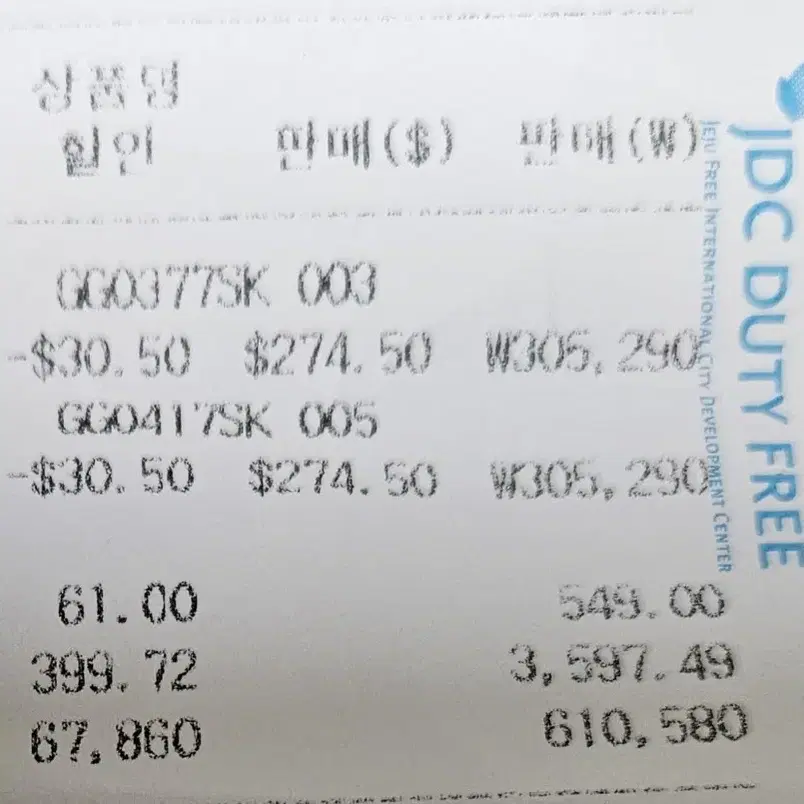 상품명
할인 판매($) 판매(₩)
GG0377SK 003
-$30.50 $274.50 ₩305,290
GG0417SK 005
-$30.50 $274.50 ₩305,290
61.00 549.00
399.72 3,597.49
67,860 610,580
JDC DUTY FREE
JEJU FREE INTERNATIONAL CITY DEVELOPMENT CENTER